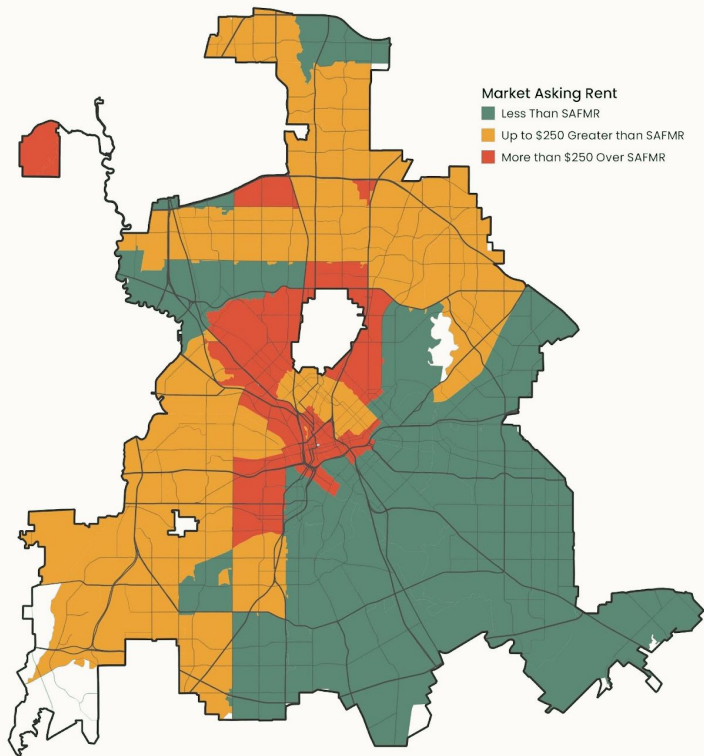 Market Asking Rent
Less Than SAFMR
Up to $250 Greater than SAFMR
More than $250 Over SAFMR